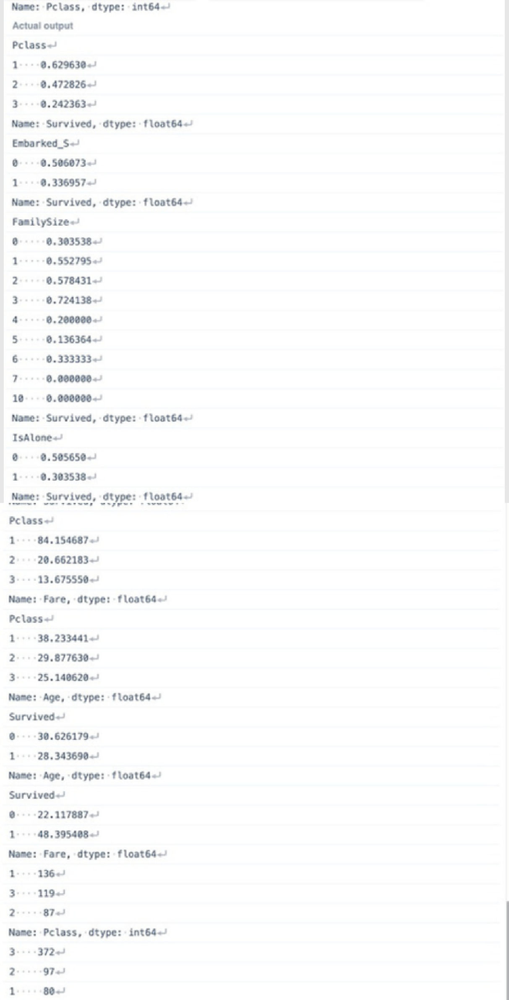 Name: Pclass, dtype: int64↵
Actual output
Pclass↵
1····0.629630↵
2····0.472826↵
3····0.242363↵
Name:·Survived,·dtype:·float64↵
Embarked_S↵
0····0.506073↵
1····0.336957↵
Name:·Survived,·dtype:·float64↵
FamilySize↵
0·····0.303538↵
1·····0.552795↵
2·····0.578431↵
3·····0.724138↵
4·····0.200000↵
5·····0.136364↵
6·····0.333333↵
7·····0.000000↵
10····0.000000↵
Name:·Survived,·dtype:·float64↵
IsAlone↵
0····0.505650↵
1····0.303538↵
Name:·Survived,·dtype:·float64↵
Name: Survived, dtype: float64
Pclass↵
1····84.154687↵
2····20.662183↵
3····13.675550↵
Name:·Fare,·dtype:·float64↵
Pclass↵
1····38.233441↵
2····29.877630↵
3····25.140620↵
Name:·Age,·dtype:·float64↵
Survived↵
0····30.626179↵
1····28.343690↵
Name:·Age,·dtype:·float64↵
Survived↵
0····22.117887↵
1····48.395408↵
Name:·Fare,·dtype:·float64↵
1····136↵
3····119↵
2·····87↵
Name:·Pclass,·dtype:·int64↵
3····372↵
2·····97↵
1·····80↵